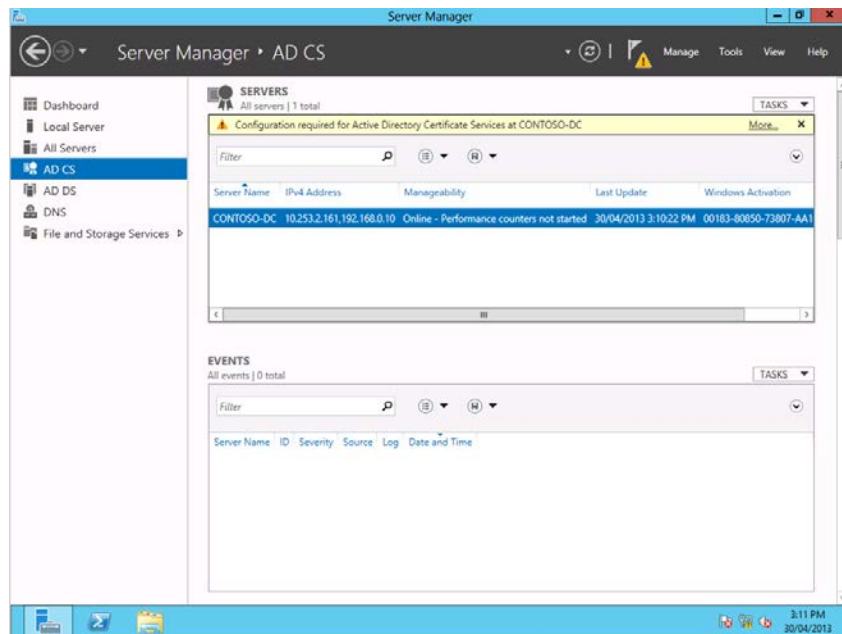 Server Manager
Server Manager • AD CS
Manage Tools View Help
Dashboard
Local Server
All Servers
AD CS
AD DS
DNS
File and Storage Services
SERVERS
All servers | 1 total
TASKS
Configuration required for Active Directory Certificate Services at CONTOSO-DC More... x
Filter
Server Name IPv4 Address Manageability Last Update Windows Activation
CONTOSO-DC 10.253.2.161,192.168.0.10 Online - Performance counters not started 30/04/2013 3:10:22 PM 00183-80850-73807-AA1
EVENTS
All events | 0 total
TASKS
Filter
Server Name ID Severity Source Log Date and Time
3:11 PM
30/04/2013